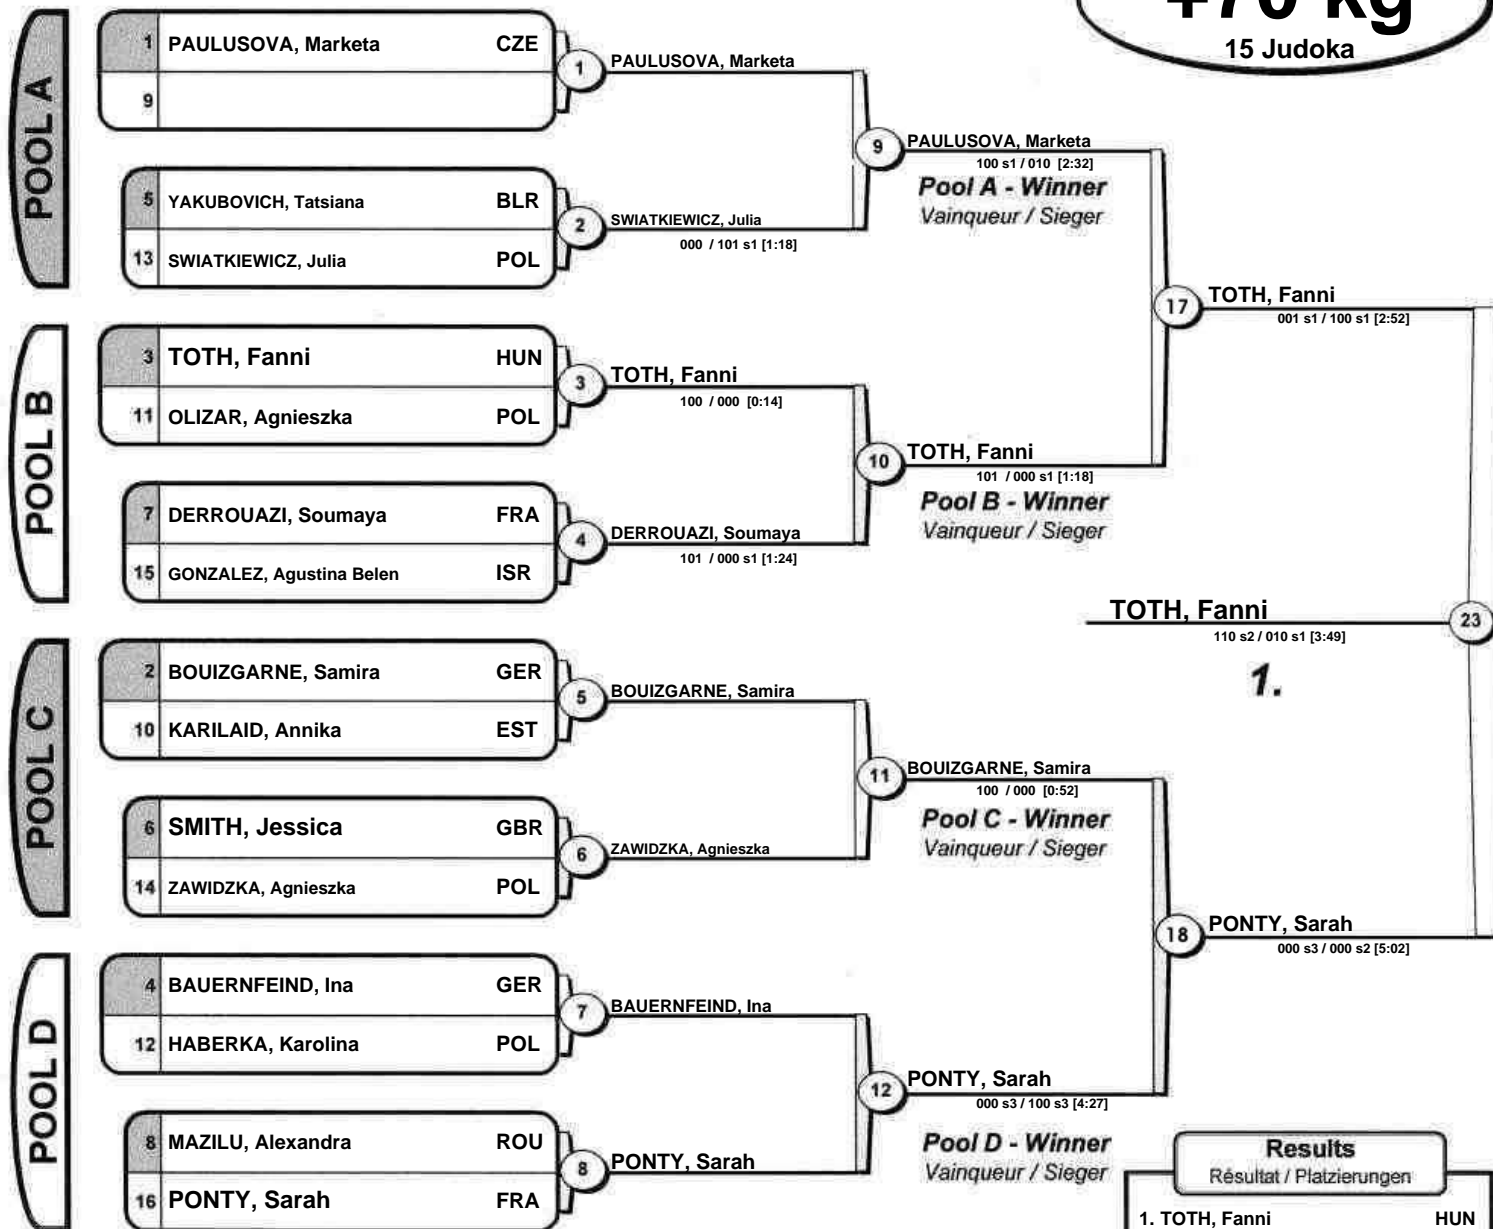 +70 kg
15 Judoka
POOL A
1 PAULUSOVA, Marketa CZE
9
1 PAULUSOVA, Marketa
5 YAKUBOVICH, Tatsiana BLR
13 SWIATKIEWICZ, Julia POL
2 SWIATKIEWICZ, Julia
000 / 101 s1 [1:18]
9 PAULUSOVA, Marketa
100 s1 / 010 [2:32]
Pool A - Winner
Vainqueur / Sieger
POOL B
3 TOTH, Fanni HUN
11 OLIZAR, Agnieszka POL
3 TOTH, Fanni
100 / 000 [0:14]
7 DERROUAZI, Soumaya FRA
15 GONZALEZ, Agustina Belen ISR
4 DERROUAZI, Soumaya
101 / 000 s1 [1:24]
10 TOTH, Fanni
101 / 000 s1 [1:18]
Pool B - Winner
Vainqueur / Sieger
17 TOTH, Fanni
001 s1 / 100 s1 [2:52]
TOTH, Fanni 23
110 s2 / 010 s1 [3:49]
1.
POOL C
2 BOUIZGARNE, Samira GER
10 KARILAID, Annika EST
5 BOUIZGARNE, Samira
6 SMITH, Jessica GBR
14 ZAWIDZKA, Agnieszka POL
6 ZAWIDZKA, Agnieszka
11 BOUIZGARNE, Samira
100 / 000 [0:52]
Pool C - Winner
Vainqueur / Sieger
POOL D
4 BAUERNFEIND, Ina GER
12 HABERKA, Karolina POL
7 BAUERNFEIND, Ina
8 MAZILU, Alexandra ROU
16 PONTY, Sarah FRA
8 PONTY, Sarah
12 PONTY, Sarah
000 s3 / 100 s3 [4:27]
Pool D - Winner
Vainqueur / Sieger
18 PONTY, Sarah
000 s3 / 000 s2 [5:02]
Results
Résultat / Platzierungen
1. TOTH, Fanni HUN